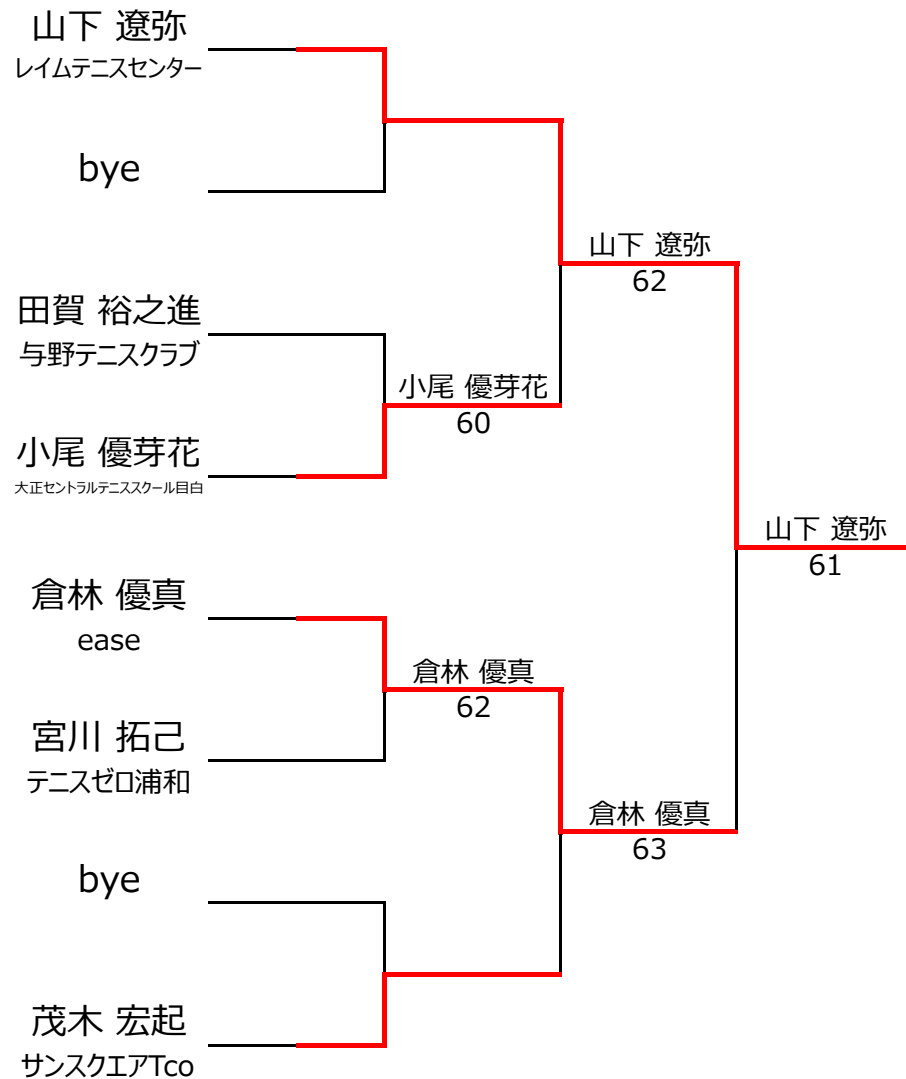 山下 遼弥
レイムテニスセンター
bye
山下 遼弥
62
田賀 裕之進
与野テニスクラブ
小尾 優芽花
60
小尾 優芽花
大正セントラルテニススクール目白
山下 遼弥
61
倉林 優真
ease
倉林 優真
62
宮川 拓己
テニスゼロ浦和
倉林 優真
63
bye
茂木 宏起
サンスクエアTco